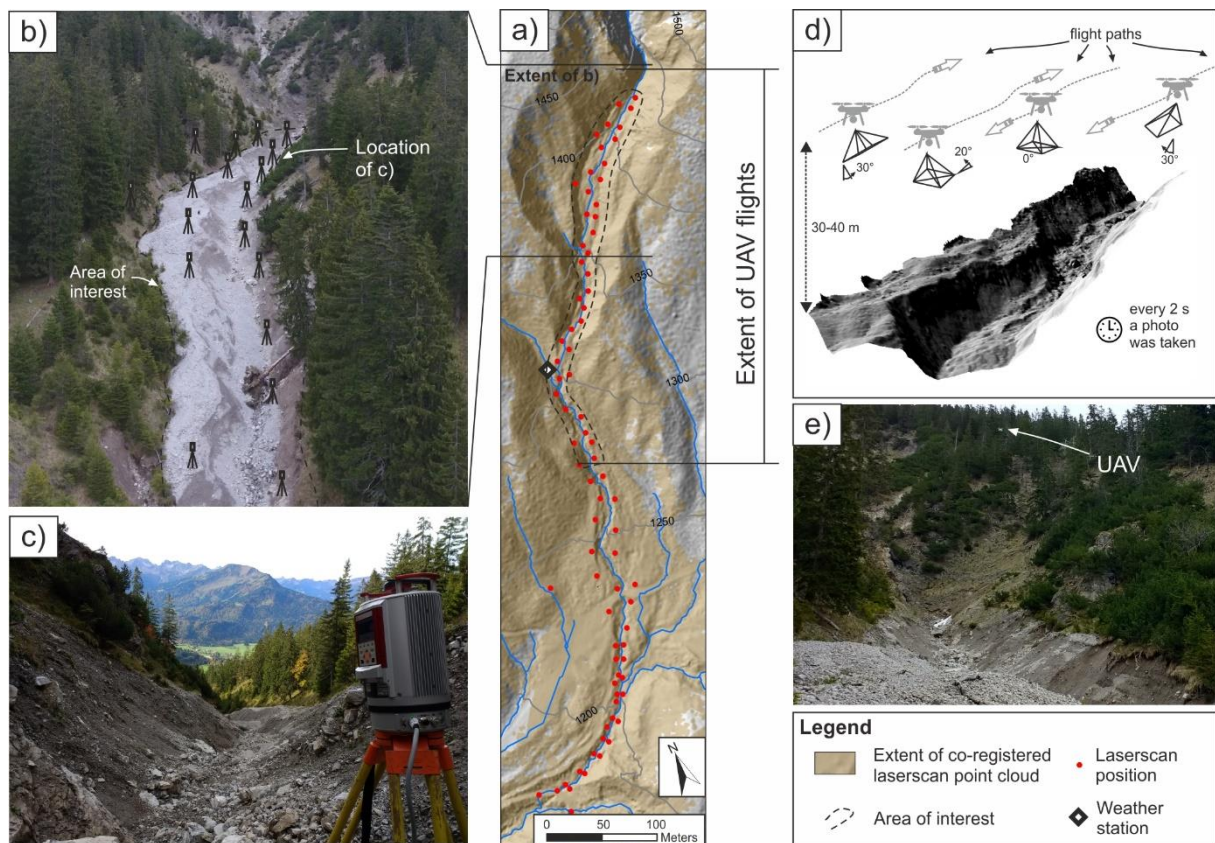 b)
Location
of c)
Area of
interest
c)
a)
Extent of b)
1500
1450
1400
1350
1300
1250
1200
Extent of UAV flights
N
0 50 100
Meters
d)
flight paths
30°
20°
0°
30°
30-40 m
every 2 s
a photo
was taken
e)
UAV
Legend
Extent of co-registered
laserscan point cloud
Laserscan
position
Area of interest
Weather
station